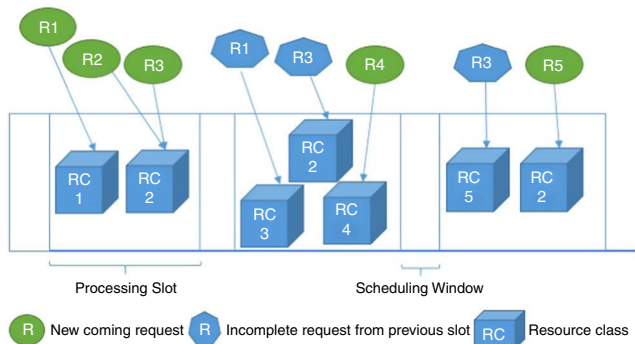 R1
R2
R3
R1
R3
R4
R3
R5
RC
1
RC
2
RC
3
RC
2
RC
4
RC
5
RC
2
Processing Slot
Scheduling Window
R New coming request
R Incomplete request from previous slot
RC Resource class